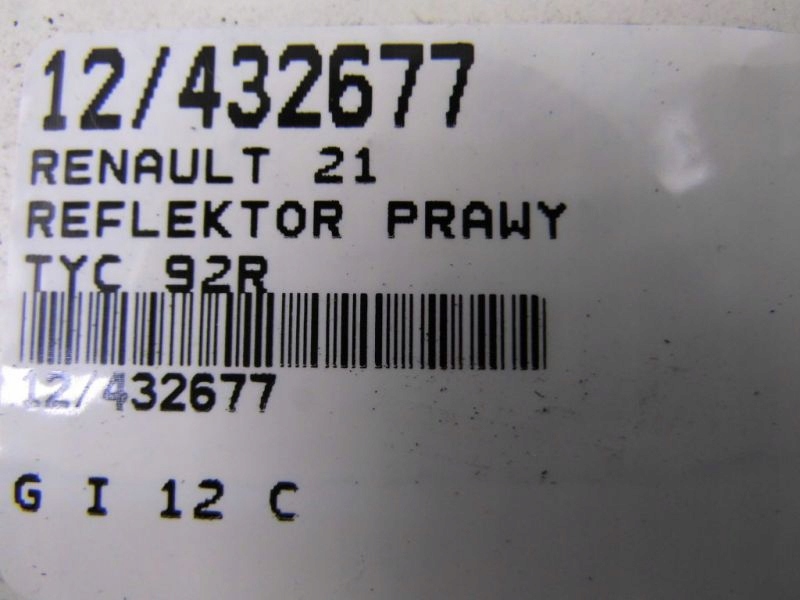 12/432677
RENAULT 21
REFLEKTOR PRAWY
TYC 92R
12/432677
G I 12 C